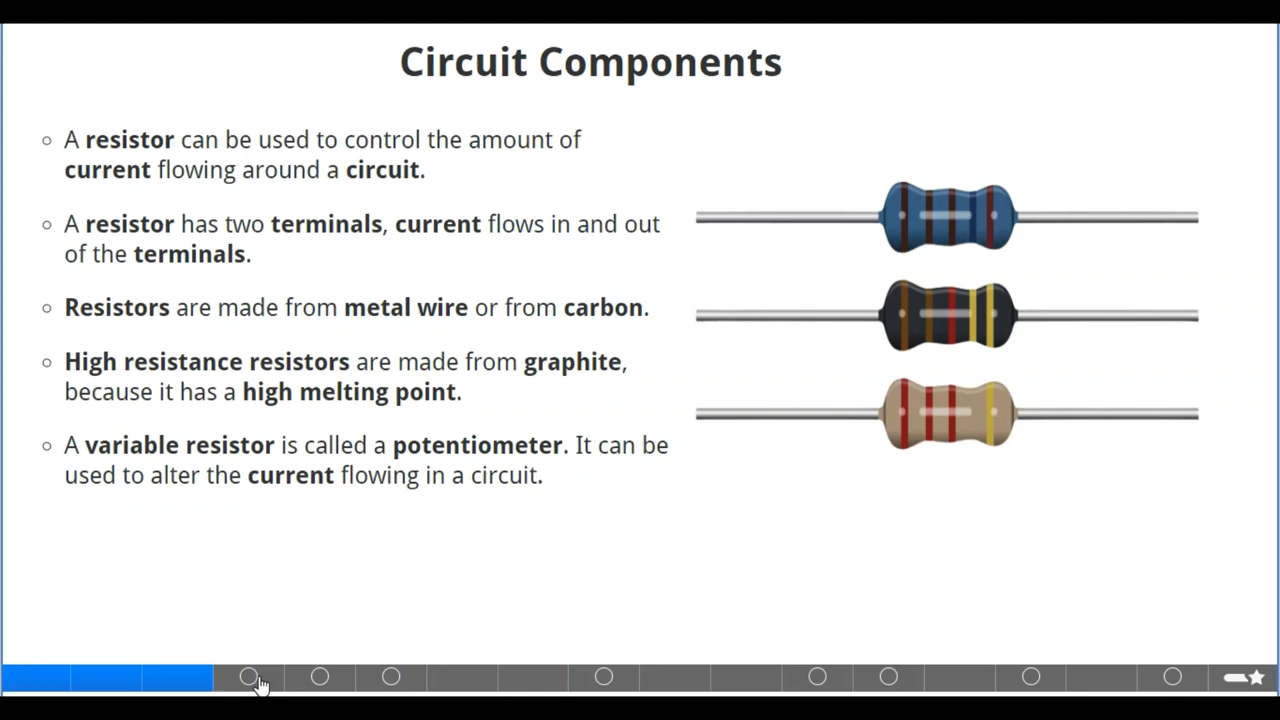 Circuit Components
A resistor can be used to control the amount of
current flowing around a circuit.
A resistor has two terminals, current flows in and out
of the terminals.
Resistors are made from metal wire or from carbon.
High resistance resistors are made from graphite,
because it has a high melting point.
A variable resistor is called a potentiometer. It can be
used to alter the current flowing in a circuit.